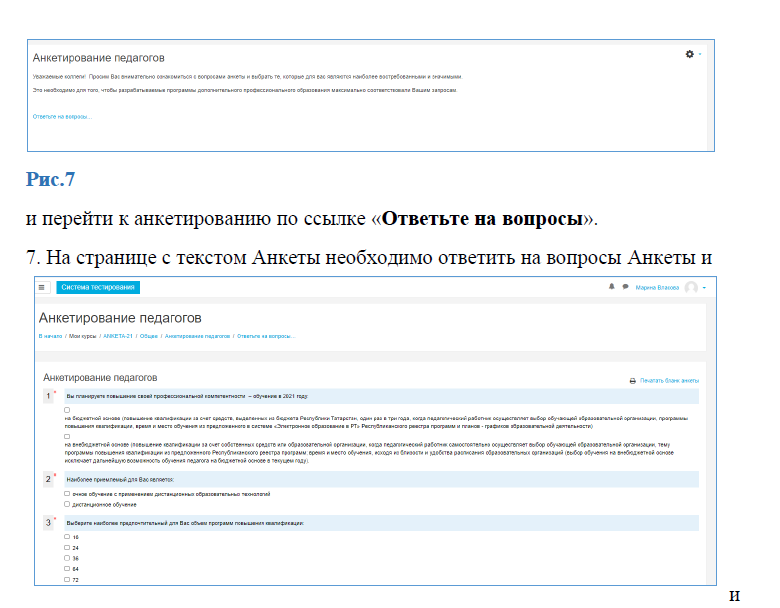 Анкетирование педагогов
Уважаемые коллеги! Просим Вас внимательно ознакомиться с вопросами анкеты и выбрать те, которые для вас являются наиболее востребованными и значимыми.
Это необходимо для того, чтобы разрабатываемые программы дополнительного профессионального образования максимально соответствовали Вашим запросам.
Ответьте на вопросы...
Рис.7
и перейти к анкетированию по ссылке «Ответьте на вопросы».
7. На странице с текстом Анкеты необходимо ответить на вопросы Анкеты и
Система тестирования
Марина Власова
Анкетирование педагогов
В начало / Мои курсы / ANKETA-21 / Общее / Анкетирование педагогов / Ответьте на вопросы...
Анкетирование педагогов
Печатать бланк анкеты
1 * Вы планируете повышение своей профессиональной компетентности – обучение в 2021 году:
на бюджетной основе (повышение квалификации за счет средств, выделенных из бюджета Республики Татарстан, один раз в три года, когда педагогический работник осуществляет выбор обучающей образовательной организации, программы
повышения квалификации, время и место обучения из предложенного в системе «Электронное образование в РТ» Республиканского реестра программ и планов - графиков образовательной деятельности)
на внебюджетной основе (повышение квалификации за счет собственных средств или образовательной организации, когда педагогический работник самостоятельно осуществляет выбор обучающей образовательной организации, тему
программы повышения квалификации из предложенного Республиканского реестра программ: время и место обучения, исходя из близости и удобства расписания образовательных организаций (выбор обучения на внебюджетной основе
исключает дальнейшую возможность обучения педагога на бюджетной основе в текущем году).
2 * Наиболее приемлемый для Вас является:
очное обучение с применением дистанционных образовательных технологий
дистанционное обучение
3 * Выберите наиболее предпочтительный для Вас объем программ повышения квалификации:
16
24
36
64
72
и